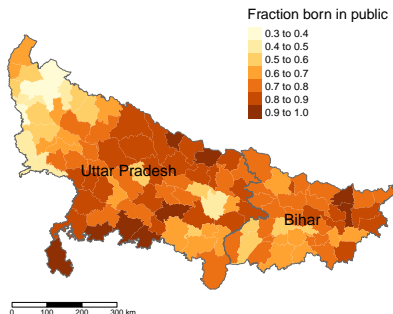 Fraction born in public
0.3 to 0.4
0.4 to 0.5
0.5 to 0.6
0.6 to 0.7
0.7 to 0.8
0.8 to 0.9
0.9 to 1.0
Uttar Pradesh
Bihar
0 100 200 300 km